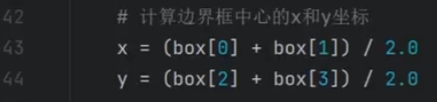 42 # 计算边界框中心的x和y坐标
43 x = (box[0] + box[1]) / 2.0
44 y = (box[2] + box[3]) / 2.0